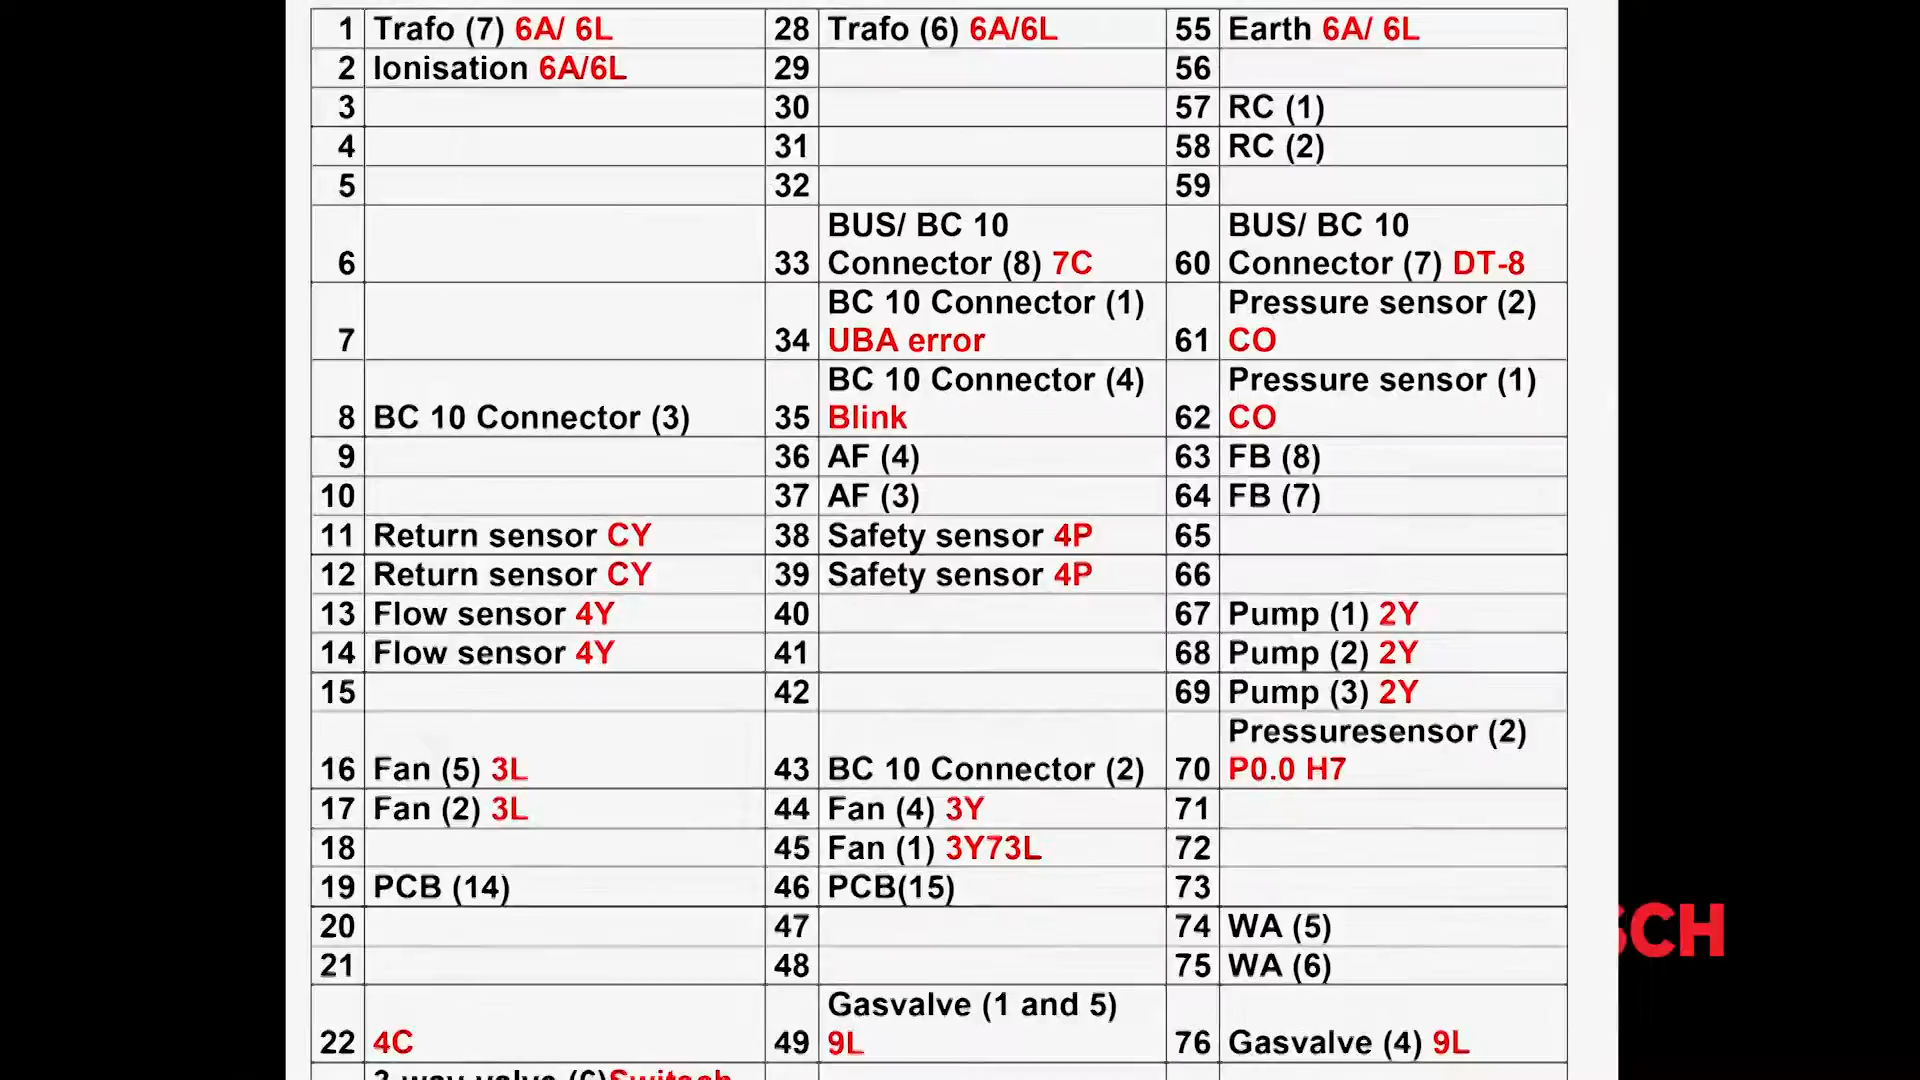 1 Trafo (7) 6A/ 6L 28 Trafo (6) 6A/6L 55 Earth 6A/ 6L
2 Ionisation 6A/6L 29 56
3 30 57 RC (1)
4 31 58 RC (2)
5 32 59
BUS/ BC 10 BUS/ BC 10
6 33 Connector (8) 7C 60 Connector (7) DT-8
BC 10 Connector (1) Pressure sensor (2)
7 34 UBA error 61 CO
BC 10 Connector (4) Pressure sensor (1)
8 BC 10 Connector (3) 35 Blink 62 CO
9 36 AF (4) 63 FB (8)
10 37 AF (3) 64 FB (7)
11 Return sensor CY 38 Safety sensor 4P 65
12 Return sensor CY 39 Safety sensor 4P 66
13 Flow sensor 4Y 40 67 Pump (1) 2Y
14 Flow sensor 4Y 41 68 Pump (2) 2Y
15 42 69 Pump (3) 2Y
Pressuresensor (2)
16 Fan (5) 3L 43 BC 10 Connector (2) 70 P0.0 H7
17 Fan (2) 3L 44 Fan (4) 3Y 71
18 45 Fan (1) 3Y73L 72
19 PCB (14) 46 PCB(15) 73
20 47 74 WA (5)
21 48 75 WA (6)
Gasvalve (1 and 5)
22 4C 49 9L 76 Gasvalve (4) 9L
SCH